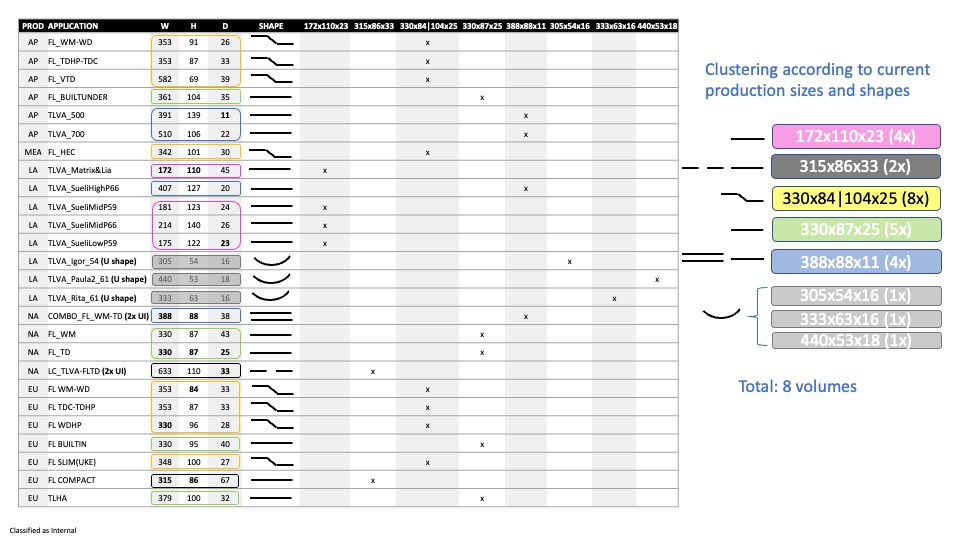 PROD APPLICATION W H D SHAPE 172x110x23 315x86x33 330x84|104x25 330x87x25 388x88x11 305x54x16 333x63x16 440x53x18
AP FL_WM-WD 353 91 26 x
AP FL_TDHP-TDC 353 87 33 x
AP FL_VTD 582 69 39 x
AP FL_BUILTUNDER 361 104 35 x
AP TLVA_500 391 139 11 x
AP TLVA_700 510 106 22 x
MEA FL_HEC 342 101 30 x
LA TLVA_Matrix&Lia 172 110 45 x
LA TLVA_SueliHighP66 407 127 20 x
LA TLVA_SueliMidP59 181 123 24 x
LA TLVA_SueliMidP66 214 140 26 x
LA TLVA_SueliLowP59 175 122 23 x
LA TLVA_Igor_54 (U shape) 305 54 16 x
LA TLVA_Paula2_61 (U shape) 440 53 18 x
LA TLVA_Rita_61 (U shape) 333 63 16 x
NA COMBO_FL_WM-TD (2x UI) 388 88 38 x
NA FL_WM 330 87 43 x
NA FL_TD 330 87 25 x
NA LC_TLVA-FLTD (2x UI) 633 110 33 x
EU FL WM-WD 353 84 33 x
EU FL TDC-TDHP 353 87 33 x
EU FL WDHP 330 96 28 x
EU FL BUILTIN 330 95 40 x
EU FL SLIM(UKE) 348 100 27 x
EU FL COMPACT 315 86 67 x
EU TLHA 379 100 32 x
Clustering according to current
production sizes and shapes
172x110x23 (4x)
315x86x33 (2x)
330x84|104x25 (8x)
330x87x25 (5x)
388x88x11 (4x)
305x54x16 (1x)
333x63x16 (1x)
440x53x18 (1x)
Total: 8 volumes
Classified as Internal